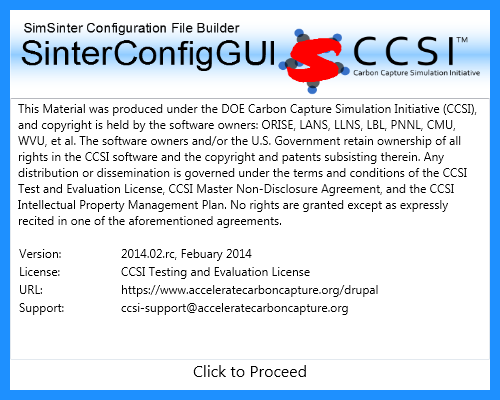 SimSinter Configuration File Builder
SinterConfigGUI
S
CCSI™
Carbon Capture Simulation Initiative
This Material was produced under the DOE Carbon Capture Simulation Initiative (CCSI),
and copyright is held by the software owners: ORISE, LANS, LLNS, LBL, PNNL, CMU,
WVU, et al. The software owners and/or the U.S. Government retain ownership of all
rights in the CCSI software and the copyright and patents subsisting therein. Any
distribution or dissemination is governed under the terms and conditions of the CCSI
Test and Evaluation License, CCSI Master Non-Disclosure Agreement, and the CCSI
Intellectual Property Management Plan. No rights are granted except as expressly
recited in one of the aforementioned agreements.
Version: 2014.02.rc, Febuary 2014
License: CCSI Testing and Evaluation License
URL: https://www.acceleratecarboncapture.org/drupal
Support: ccsi-support@acceleratecarboncapture.org
Click to Proceed